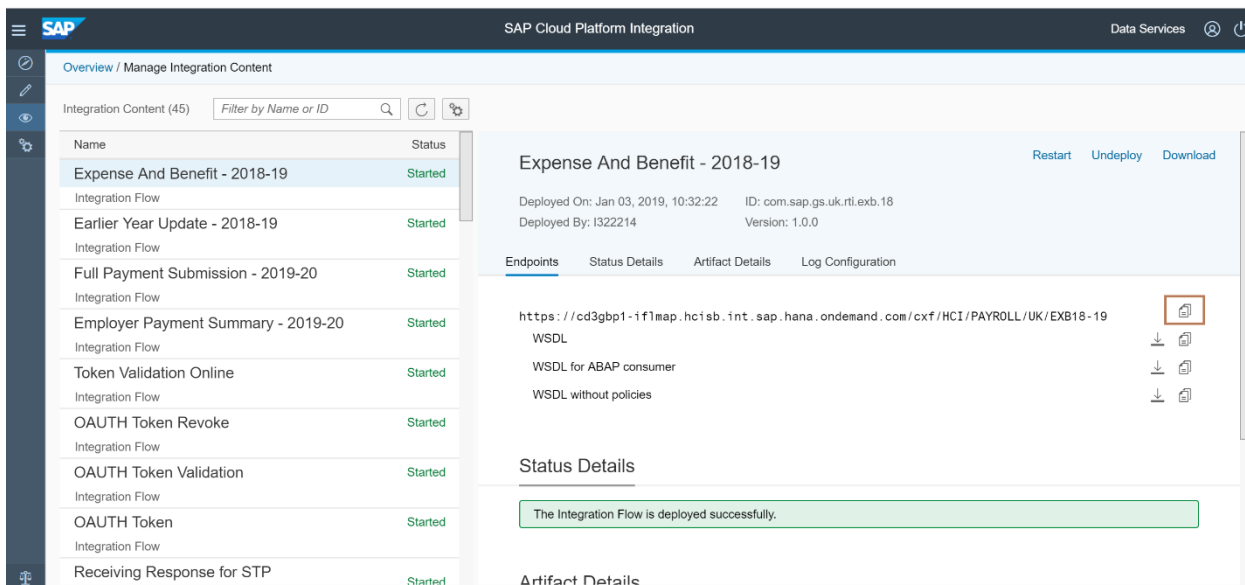 SAP
SAP Cloud Platform Integration
Data Services
Overview / Manage Integration Content
Integration Content (45)
Filter by Name or ID
Name Status
Expense And Benefit - 2018-19 Started
Integration Flow
Earlier Year Update - 2018-19 Started
Integration Flow
Full Payment Submission - 2019-20 Started
Integration Flow
Employer Payment Summary - 2019-20 Started
Integration Flow
Token Validation Online Started
Integration Flow
OAUTH Token Revoke Started
Integration Flow
OAUTH Token Validation Started
Integration Flow
OAUTH Token Started
Integration Flow
Receiving Response for STP Started
Expense And Benefit - 2018-19
Restart Undeploy Download
Deployed On: Jan 03, 2019, 10:32:22 ID: com.sap.gs.uk.rti.exb.18
Deployed By: I322214 Version: 1.0.0
Endpoints Status Details Artifact Details Log Configuration
https://cd3gbp1-iflmap.hcisb.int.sap.hana.ondemand.com/cxf/HCI/PAYROLL/UK/EXB18-19
WSDL
WSDL for ABAP consumer
WSDL without policies
Status Details
The Integration Flow is deployed successfully.
Artifact Details